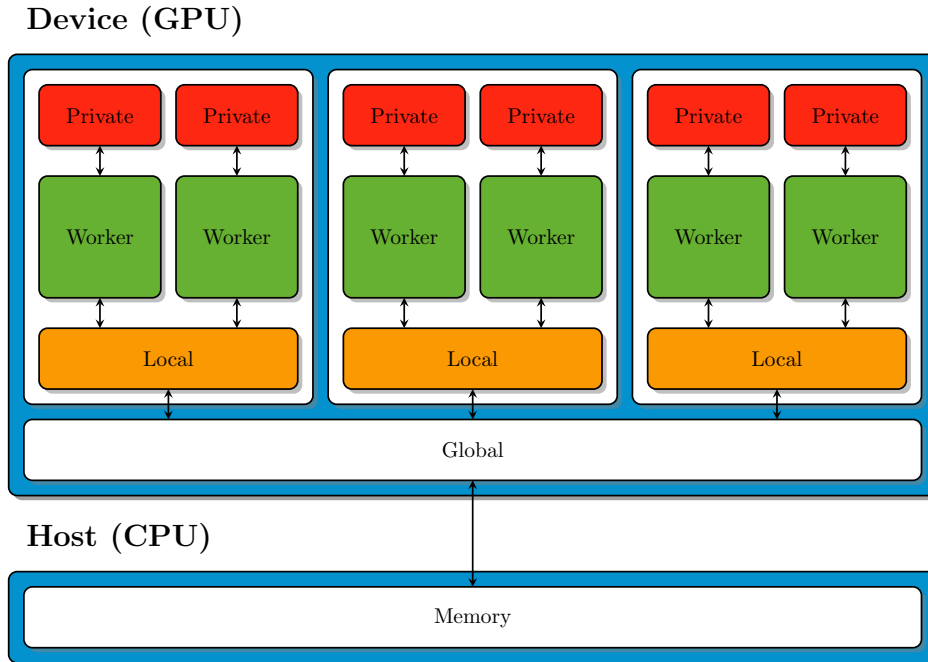 Device (GPU)
Private Private Private Private Private Private
Worker Worker Worker Worker Worker Worker
Local Local Local
Global
Host (CPU)
Memory